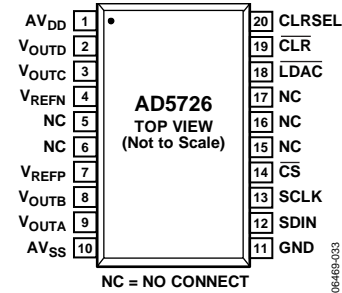 AVDD 1
VOUTD 2
VOUTC 3
VREFN 4
NC 5
NC 6
VREFP 7
VOUTB 8
VOUTA 9
AVSS 10
AD5726
TOP VIEW
(Not to Scale)
20 CLRSEL
19 CLR
18 LDAC
17 NC
16 NC
15 NC
14 CS
13 SCLK
12 SDIN
11 GND
NC = NO CONNECT
06469-033